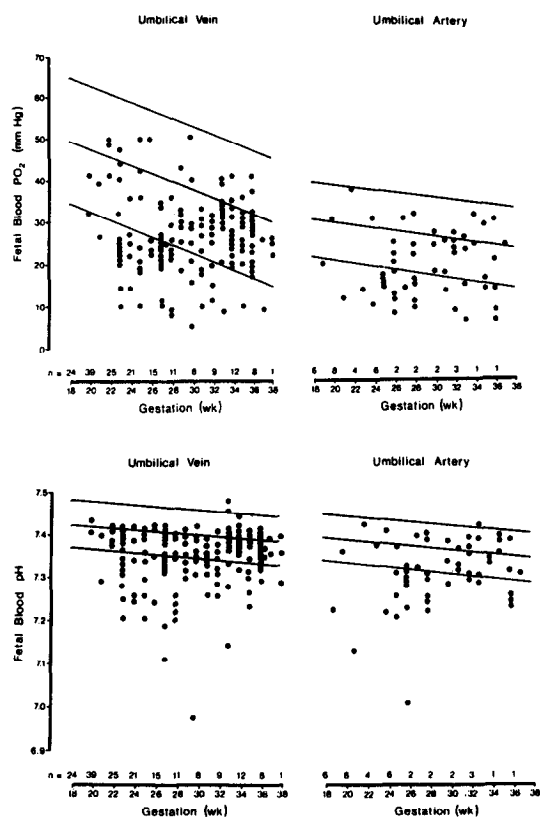 Umbilical Vein Umbilical Artery
70
60
50
40
30
20
10
0
Fetal Blood PO2 (mm Hg)
n = 24 39 25 21 15 11 8 9 12 8 1 6 8 4 6 2 2 2 3 1 1
18 20 22 24 26 28 30 32 34 36 38 18 20 22 24 26 28 30 32 34 36 38
Gestation (wk) Gestation (wk)
Umbilical Vein Umbilical Artery
7.5
7.4
7.3
7.2
7.1
7.0
6.9
Fetal Blood pH
n = 24 39 25 21 15 11 8 9 12 8 1 6 8 4 6 2 2 2 3 1 1
18 20 22 24 26 28 30 32 34 36 38 18 20 22 24 26 28 30 32 34 36 38
Gestation (wk) Gestation (wk)